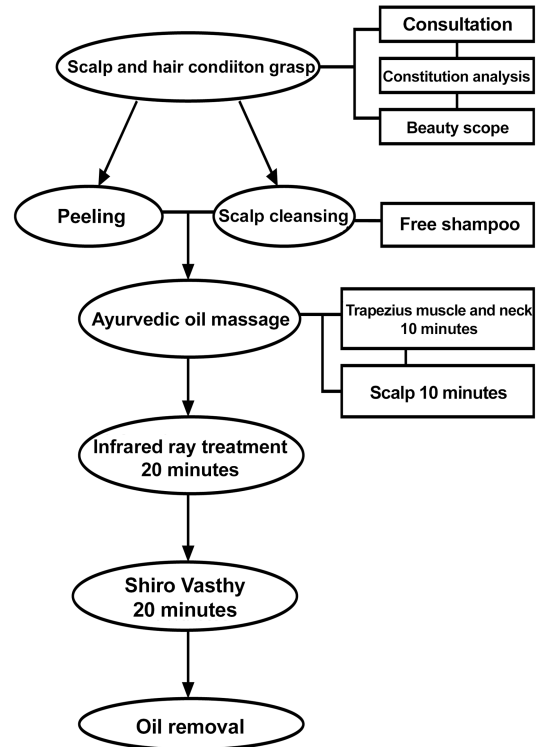 Consultation
Scalp and hair condiiton grasp
Constitution analysis
Beauty scope
Peeling
Scalp cleansing
Free shampoo
Ayurvedic oil massage
Trapezius muscle and neck
10 minutes
Scalp 10 minutes
Infrared ray treatment
20 minutes
Shiro Vasthy
20 minutes
Oil removal